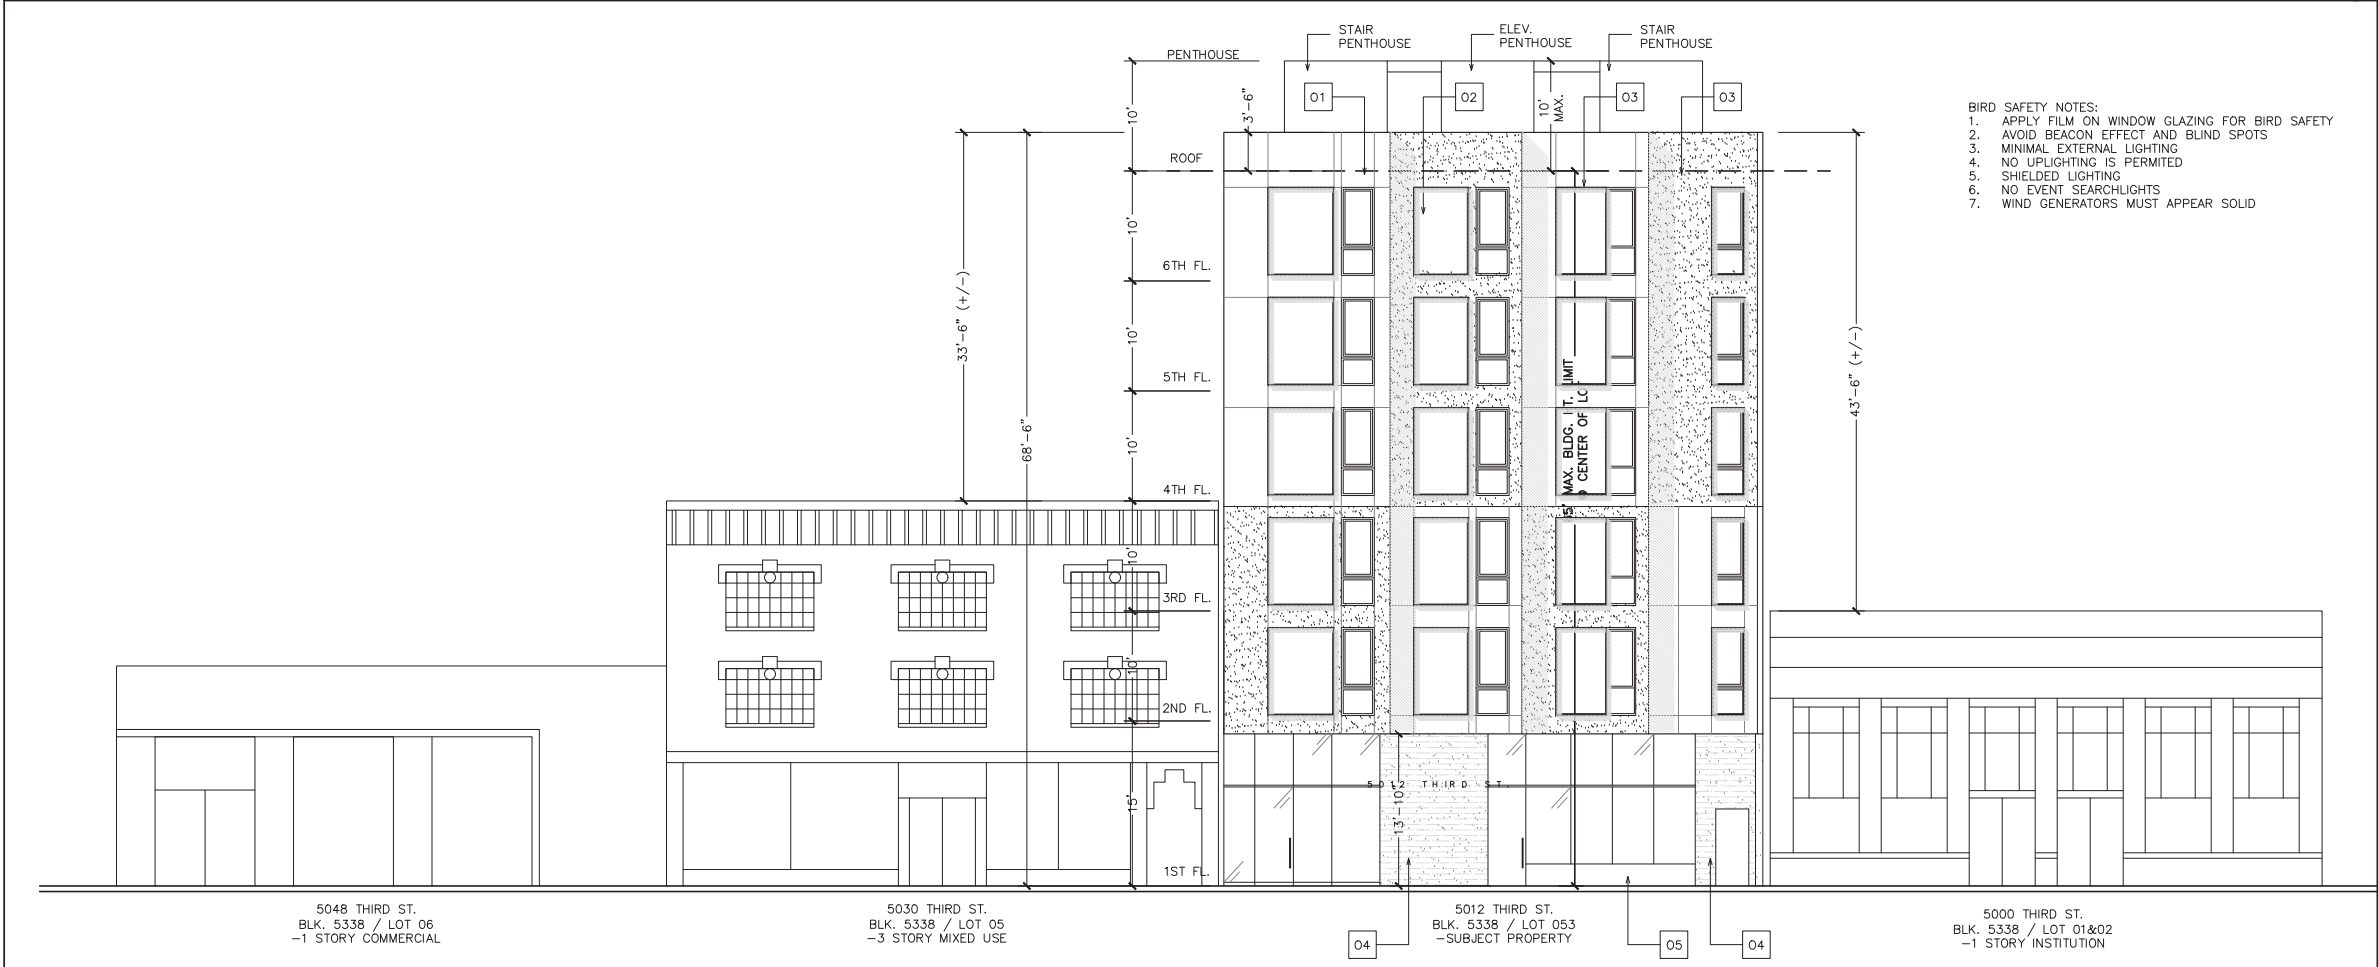 STAIR
PENTHOUSE
ELEV.
PENTHOUSE
STAIR
PENTHOUSE
PENTHOUSE
01
02
03
03
3'-6"
10'
MAX.
10'
ROOF
10'
6TH FL.
10'
5TH FL.
10'
4TH FL.
10'
3RD FL.
10'
2ND FL.
15'
1ST FL.
33'-6" (+/-)
68'-6"
43'-6" (+/-)
MAX. BLDG.
CENTER OF
13'-10"
5012 THIRD ST.
BIRD SAFETY NOTES:
1. APPLY FILM ON WINDOW GLAZING FOR BIRD SAFETY
2. AVOID BEACON EFFECT AND BLIND SPOTS
3. MINIMAL EXTERNAL LIGHTING
4. NO UPLIGHTING IS PERMITED
5. SHIELDED LIGHTING
6. NO EVENT SEARCHLIGHTS
7. WIND GENERATORS MUST APPEAR SOLID
5048 THIRD ST.
BLK. 5338 / LOT 06
-1 STORY COMMERCIAL
5030 THIRD ST.
BLK. 5338 / LOT 05
-3 STORY MIXED USE
5012 THIRD ST.
BLK. 5338 / LOT 053
-SUBJECT PROPERTY
5000 THIRD ST.
BLK. 5338 / LOT 01&02
-1 STORY INSTITUTION
04
05
04